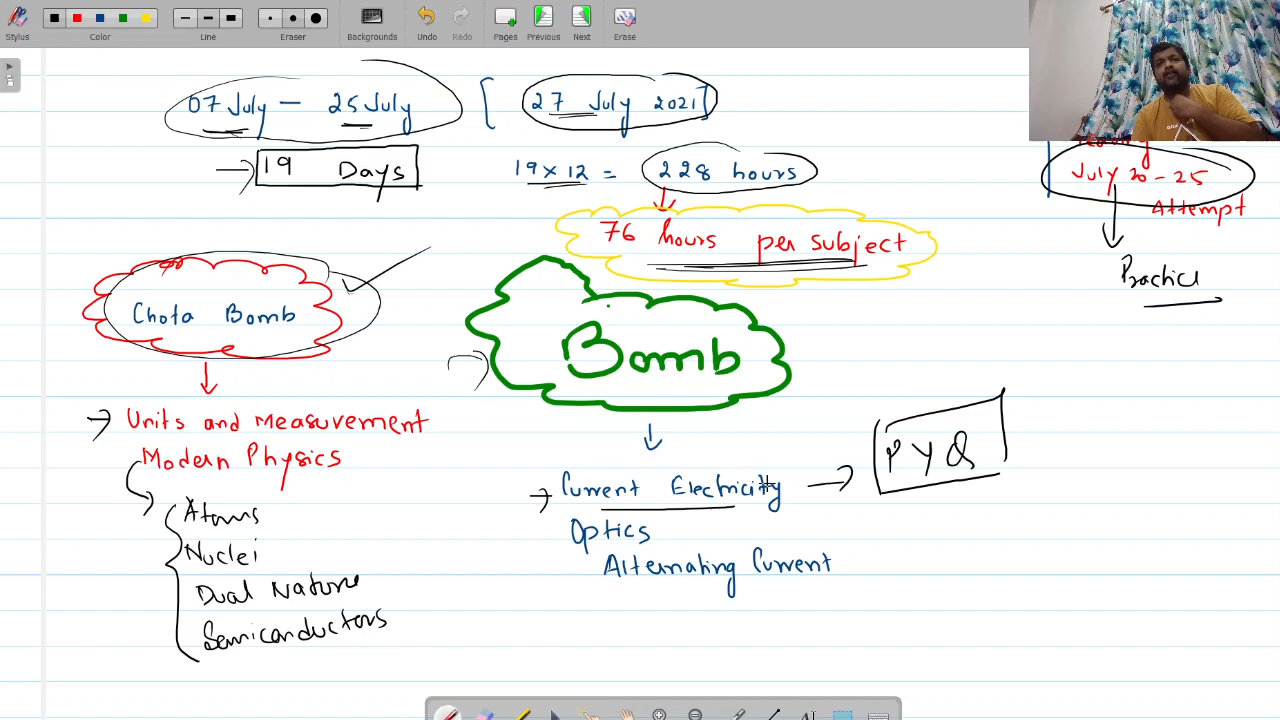 Stylus
Color
Line
Eraser
Backgrounds
Undo
Redo
Pages
Previous
Next
Erase
07 July - 25 July [ 27 July 2021]
19 Days
19 x 12 = 228 hours
July 20 - 25
Attempt
76 hours per subject
Practice
Chota Bomb
Bomb
Units and Measurement
Modern Physics
Atoms
Nuclei
Dual Nature
Semiconductors
Current Electricity
PYQ
Optics
Alternating Current